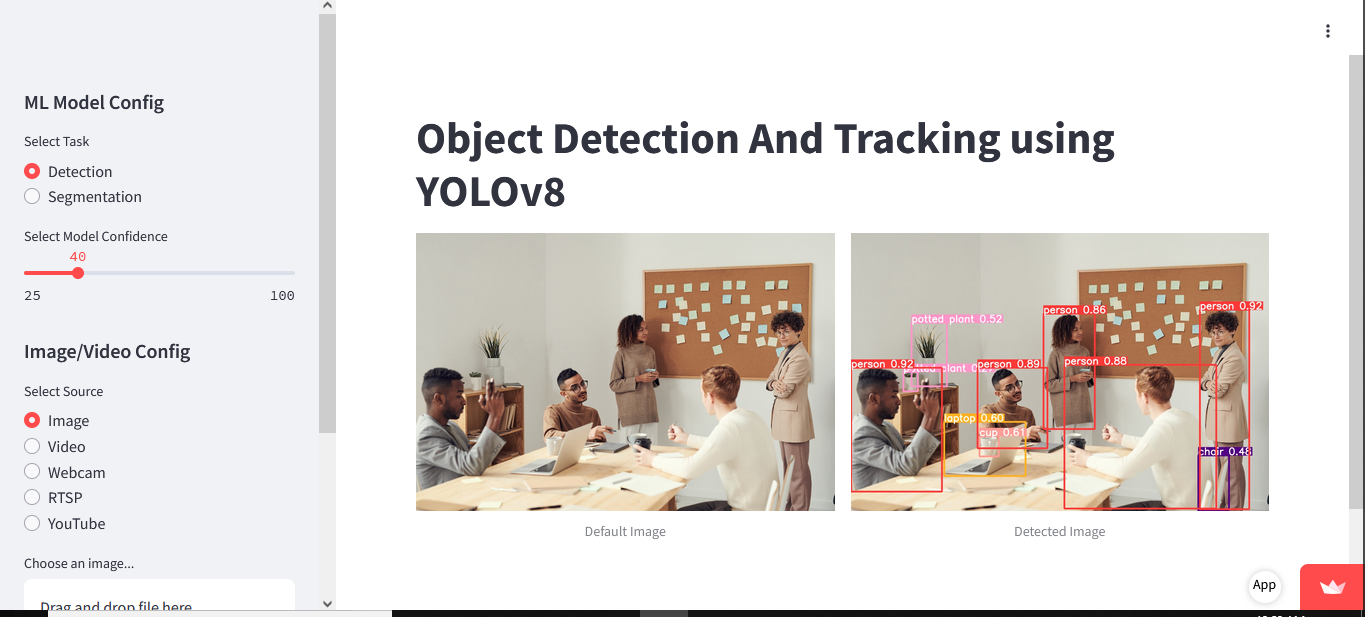 ML Model Config
Select Task
Detection
Segmentation
Select Model Confidence
40
25 100
Image/Video Config
Select Source
Image
Video
Webcam
RTSP
YouTube
Choose an image...
Drag and drop file here
Object Detection And Tracking using
YOLOv8
person 0.92
potted plant 0.52
person 0.86
person 0.92
potted plant
person 0.89
person 0.88
laptop 0.60
cup 0.61
chair 0.48
Default Image
Detected Image
App